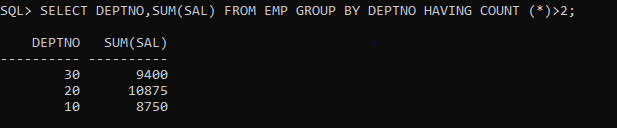 SQL> SELECT DEPTNO,SUM(SAL) FROM EMP GROUP BY DEPTNO HAVING COUNT (*)>2;
DEPTNO SUM(SAL)
---------- ----------
30 9400
20 10875
10 8750